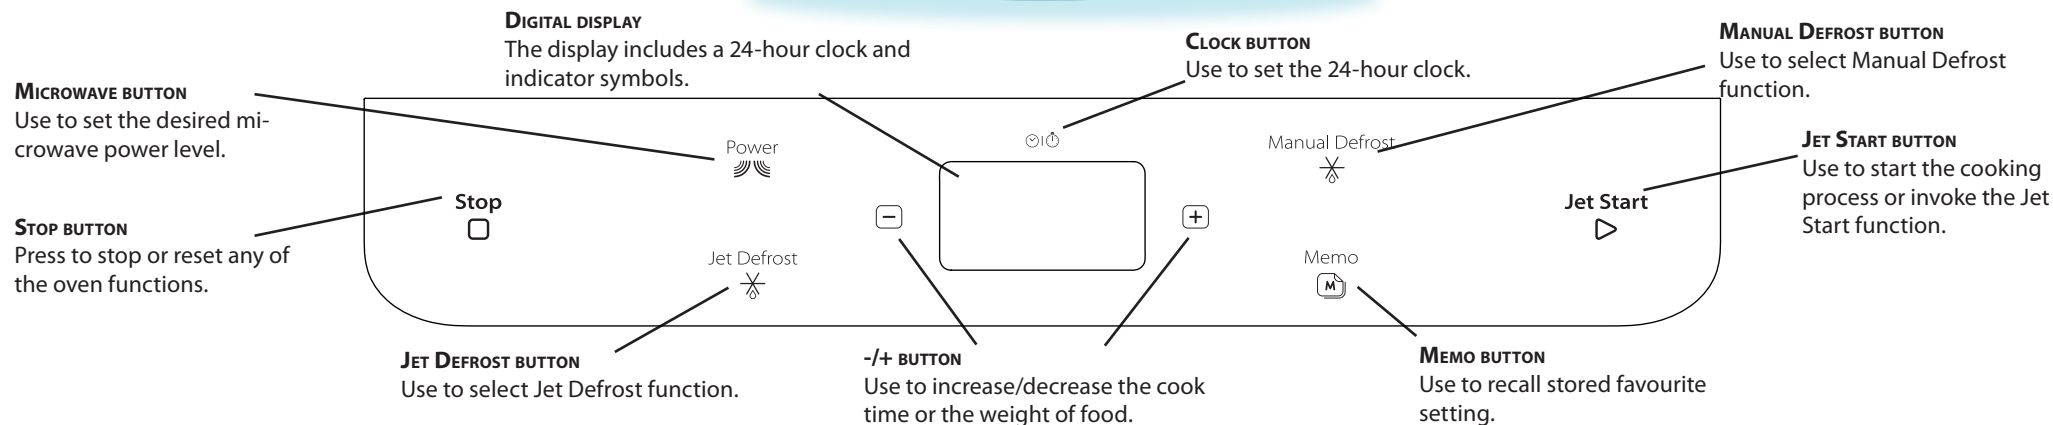 DIGITAL DISPLAY
The display includes a 24-hour clock and
indicator symbols.
CLOCK BUTTON
Use to set the 24-hour clock.
MANUAL DEFROST BUTTON
Use to select Manual Defrost
function.
MICROWAVE BUTTON
Use to set the desired mi-
crowave power level.
JET START BUTTON
Use to start the cooking
process or invoke the Jet
Start function.
STOP BUTTON
Press to stop or reset any of
the oven functions.
Power
Manual Defrost
Stop
-
+
Jet Start
Jet Defrost
Memo
M
JET DEFROST BUTTON
Use to select Jet Defrost function.
-/+ BUTTON
Use to increase/decrease the cook
time or the weight of food.
MEMO BUTTON
Use to recall stored favourite
setting.